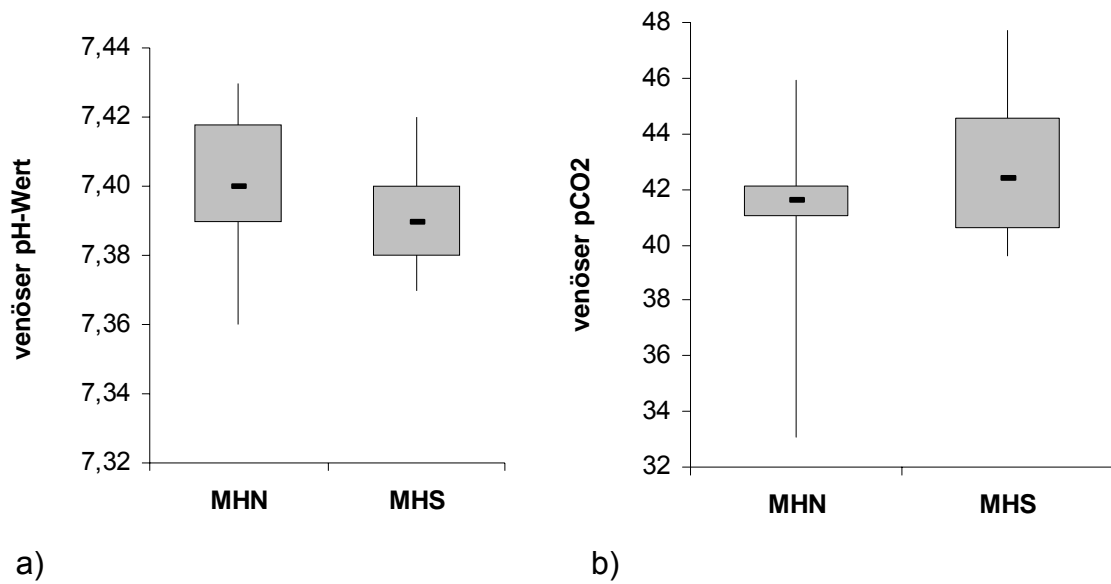 venöser pH-Wert
7,44
7,42
7,40
7,38
7,36
7,34
7,32
MHN
MHS
a)
venöser pCO2
48
46
44
42
40
38
36
34
32
MHN
MHS
b)